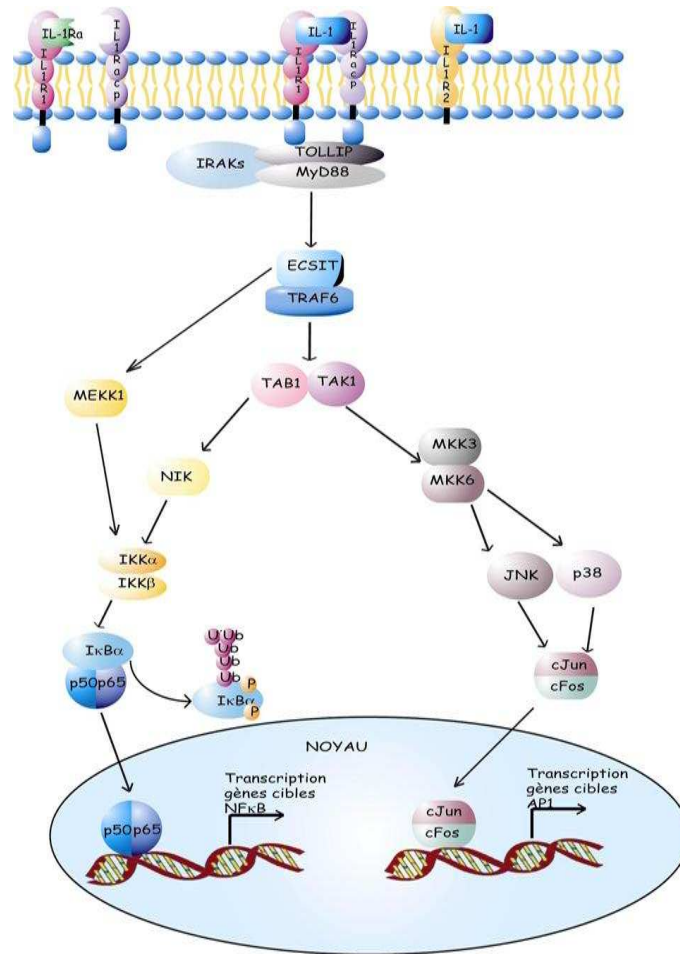 IL-1Ra
IL1R1
IL1Racp
IL-1
IL1R1
IL1Racp
IL-1
IL1R2
IRAKs
TOLLIP
MyD88
ECSIT
TRAF6
TAB1
TAK1
MEKK1
NIK
MKK3
MKK6
IKKα
IKKβ
JNK
p38
IκBα
p50p65
U Ub
Ub
Ub
Ub
P
IκBα
P
cJun
cFos
NOYAU
Transcription
gènes cibles
NFκB
Transcription
gènes cibles
AP1
p50p65
cJun
cFos